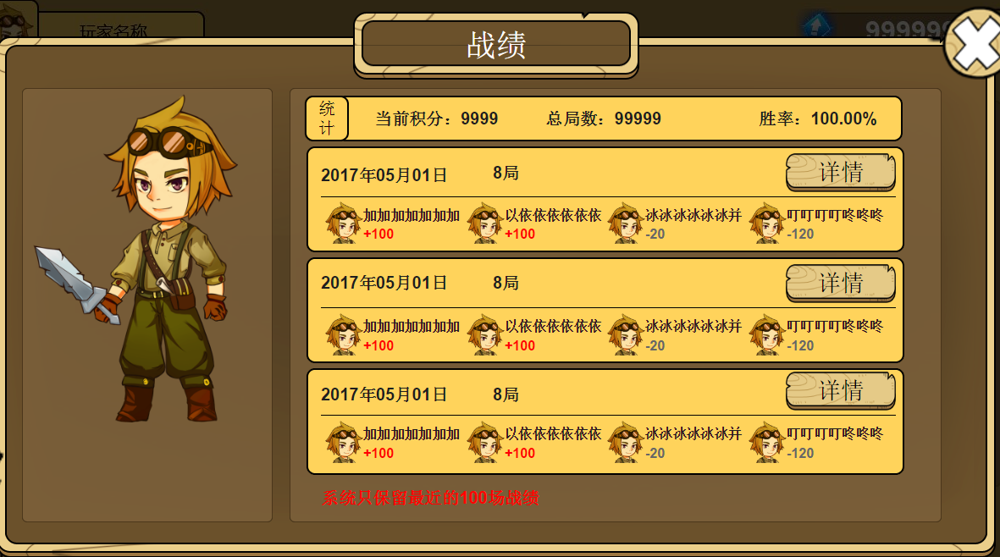 玩家名称
999999
战绩
统计
当前积分：9999 总局数：99999 胜率：100.00%
2017年05月01日 8局 详情
加加加加加加加 以依依依依依依 冰冰冰冰冰冰并 叮叮叮叮咚咚咚
+100 +100 -20 -120
2017年05月01日 8局 详情
加加加加加加加 以依依依依依依 冰冰冰冰冰冰并 叮叮叮叮咚咚咚
+100 +100 -20 -120
2017年05月01日 8局 详情
加加加加加加加 以依依依依依依 冰冰冰冰冰冰并 叮叮叮叮咚咚咚
+100 +100 -20 -120
系统只保留最近的100场战绩